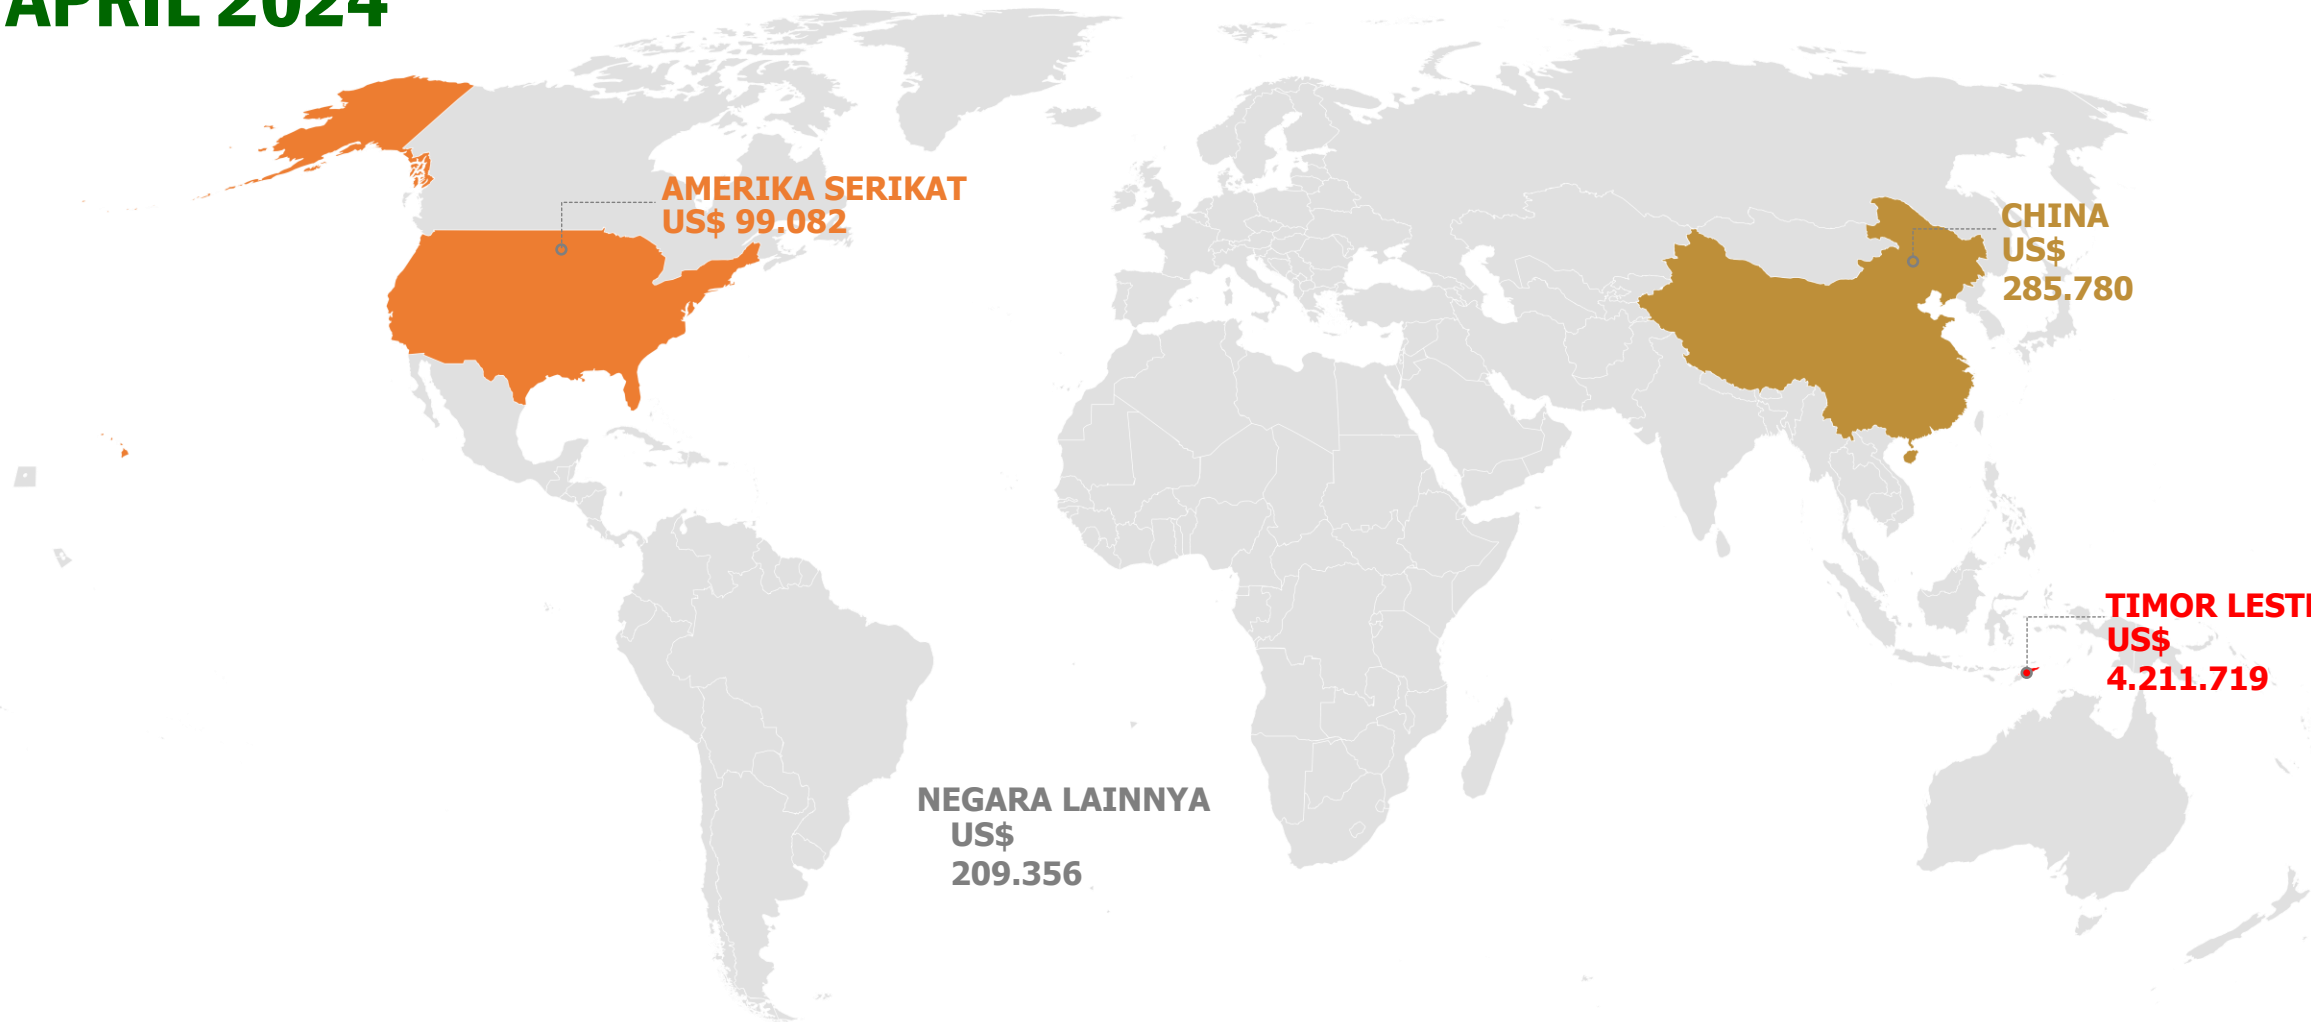 APRIL 2024
AMERIKA SERIKAT
US$ 99.082
CHINA
US$
285.780
TIMOR LEST
US$
4.211.719
NEGARA LAINNYA
US$
209.356